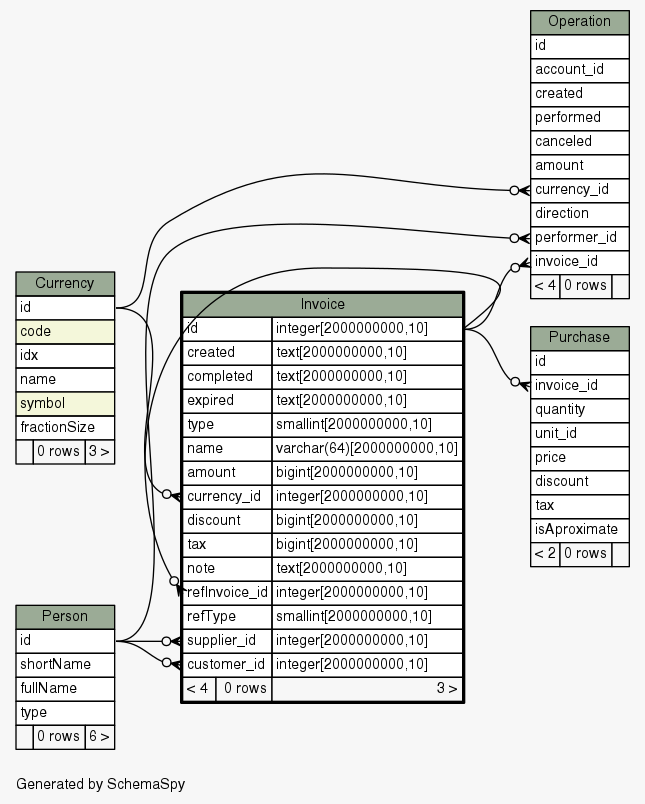 Operation
id
account_id
created
performed
canceled
amount
currency_id
direction
performer_id
invoice_id
< 4 0 rows
Currency
id
code
idx
name
symbol
fractionSize
0 rows 3 >
Invoice
id integer[2000000000,10]
created text[2000000000,10]
completed text[2000000000,10]
expired text[2000000000,10]
type smallint[2000000000,10]
name varchar(64)[2000000000,10]
amount bigint[2000000000,10]
currency_id integer[2000000000,10]
discount bigint[2000000000,10]
tax bigint[2000000000,10]
note text[2000000000,10]
refInvoice_id integer[2000000000,10]
refType smallint[2000000000,10]
supplier_id integer[2000000000,10]
customer_id integer[2000000000,10]
< 4 0 rows 3 >
Purchase
id
invoice_id
quantity
unit_id
price
discount
tax
isAproximate
< 2 0 rows
Person
id
shortName
fullName
type
0 rows 6 >
Generated by SchemaSpy